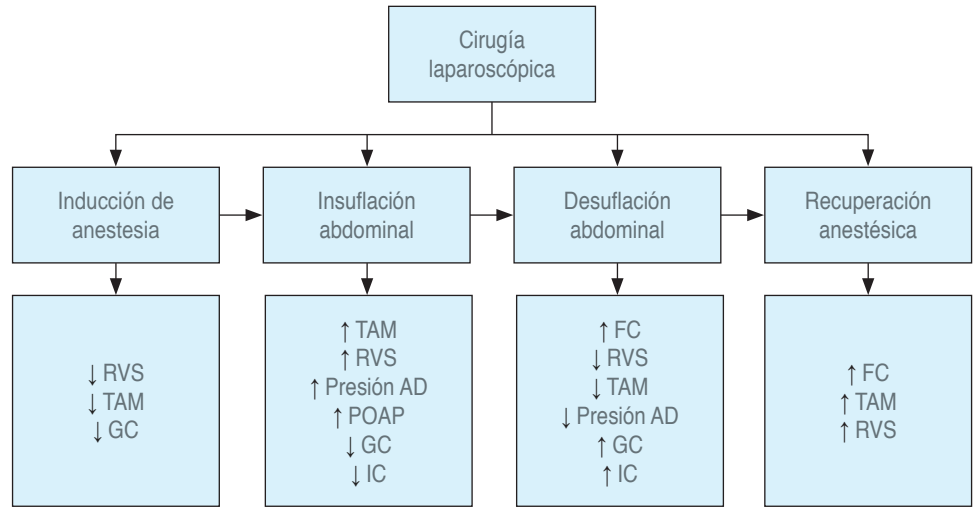 Cirugía
laparoscópica
Inducción de
anestesia
Insuflación
abdominal
Desuflación
abdominal
Recuperación
anestésica
↓ RVS
↓ TAM
↓ GC
↑ TAM
↑ RVS
↑ Presión AD
↑ POAP
↓ GC
↓ IC
↑ FC
↓ RVS
↓ TAM
↓ Presión AD
↑ GC
↑ IC
↑ FC
↑ TAM
↑ RVS